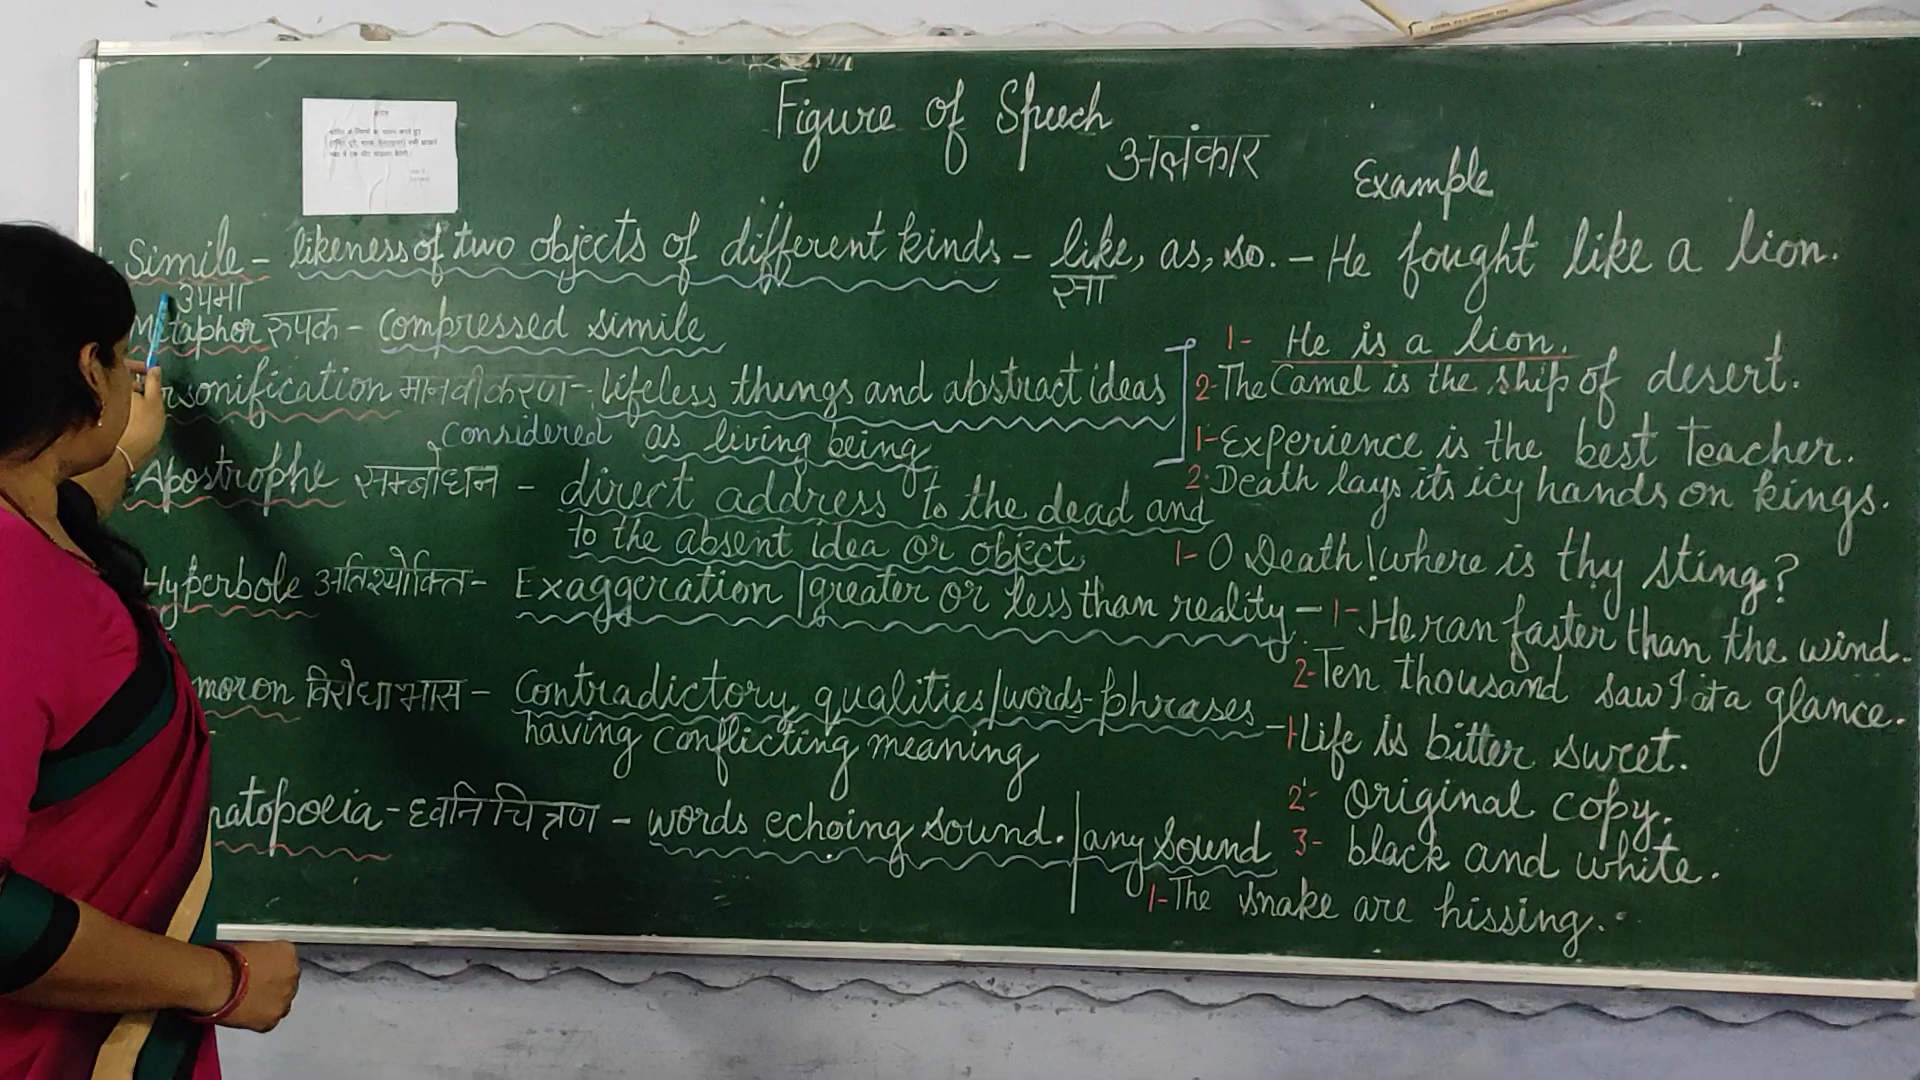 Figure of Speech
अलंकार
Example
Simile - likeness of two objects of different kinds - like, as, so. - He fought like a lion.
उपमा
सा
Metaphor रूपक - Compressed simile
1- He is a lion.
2- The Camel is the ship of desert.
rsonification मानवीकरण - lifeless things and abstract ideas
considered as living being
1- Experience is the best Teacher.
2- Death lays its icy hands on kings.
Apostrophe सम्बोधन - direct address to the dead and
to the absent idea or object
1- O Death! where is thy sting?
Hyperbole अतिश्योक्ति - Exaggeration | greater or less than reality - 1- He ran faster than the wind.
2- Ten thousand saw I at a glance.
moron विरोधाभास - Contradictory qualities/words-phrases - 1- Life is bitter sweet.
having conflicting meaning
2- Original copy.
3- black and white.
natopoeia - ध्वनि चित्रण - words echoing sound. | any sound
1- The snake are hissing.